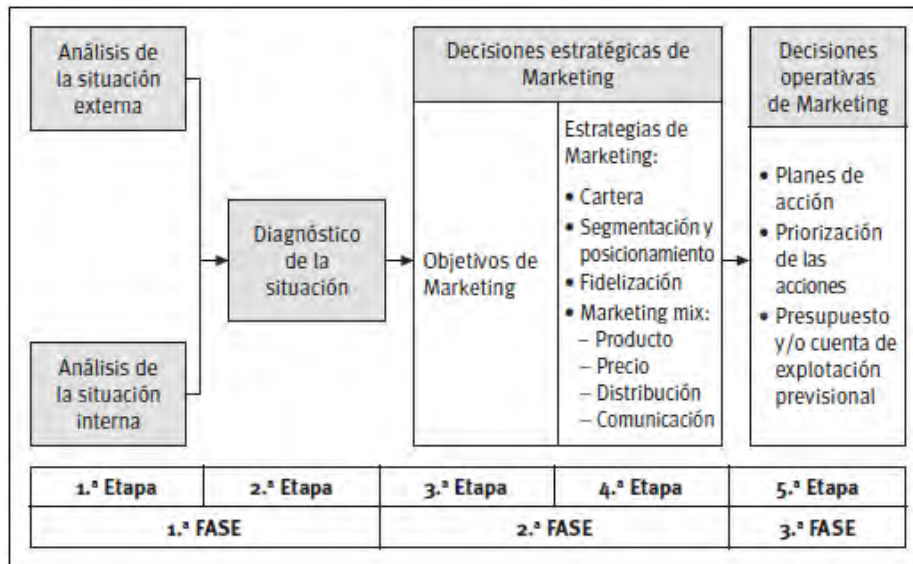 Análisis de
la situación
externa
Análisis de
la situación
interna
Diagnóstico
de la
situación
Decisiones estratégicas de
Marketing
Objetivos de
Marketing
Estrategias de
Marketing:
• Cartera
• Segmentación y
posicionamiento
• Fidelización
• Marketing mix:
– Producto
– Precio
– Distribución
– Comunicación
Decisiones
operativas
de Marketing
• Planes de
acción
• Priorización
de las
acciones
• Presupuesto
y/o cuenta de
explotación
previsional
1.ª Etapa
2.ª Etapa
3.ª Etapa
4.ª Etapa
5.ª Etapa
1.ª FASE
2.ª FASE
3.ª FASE